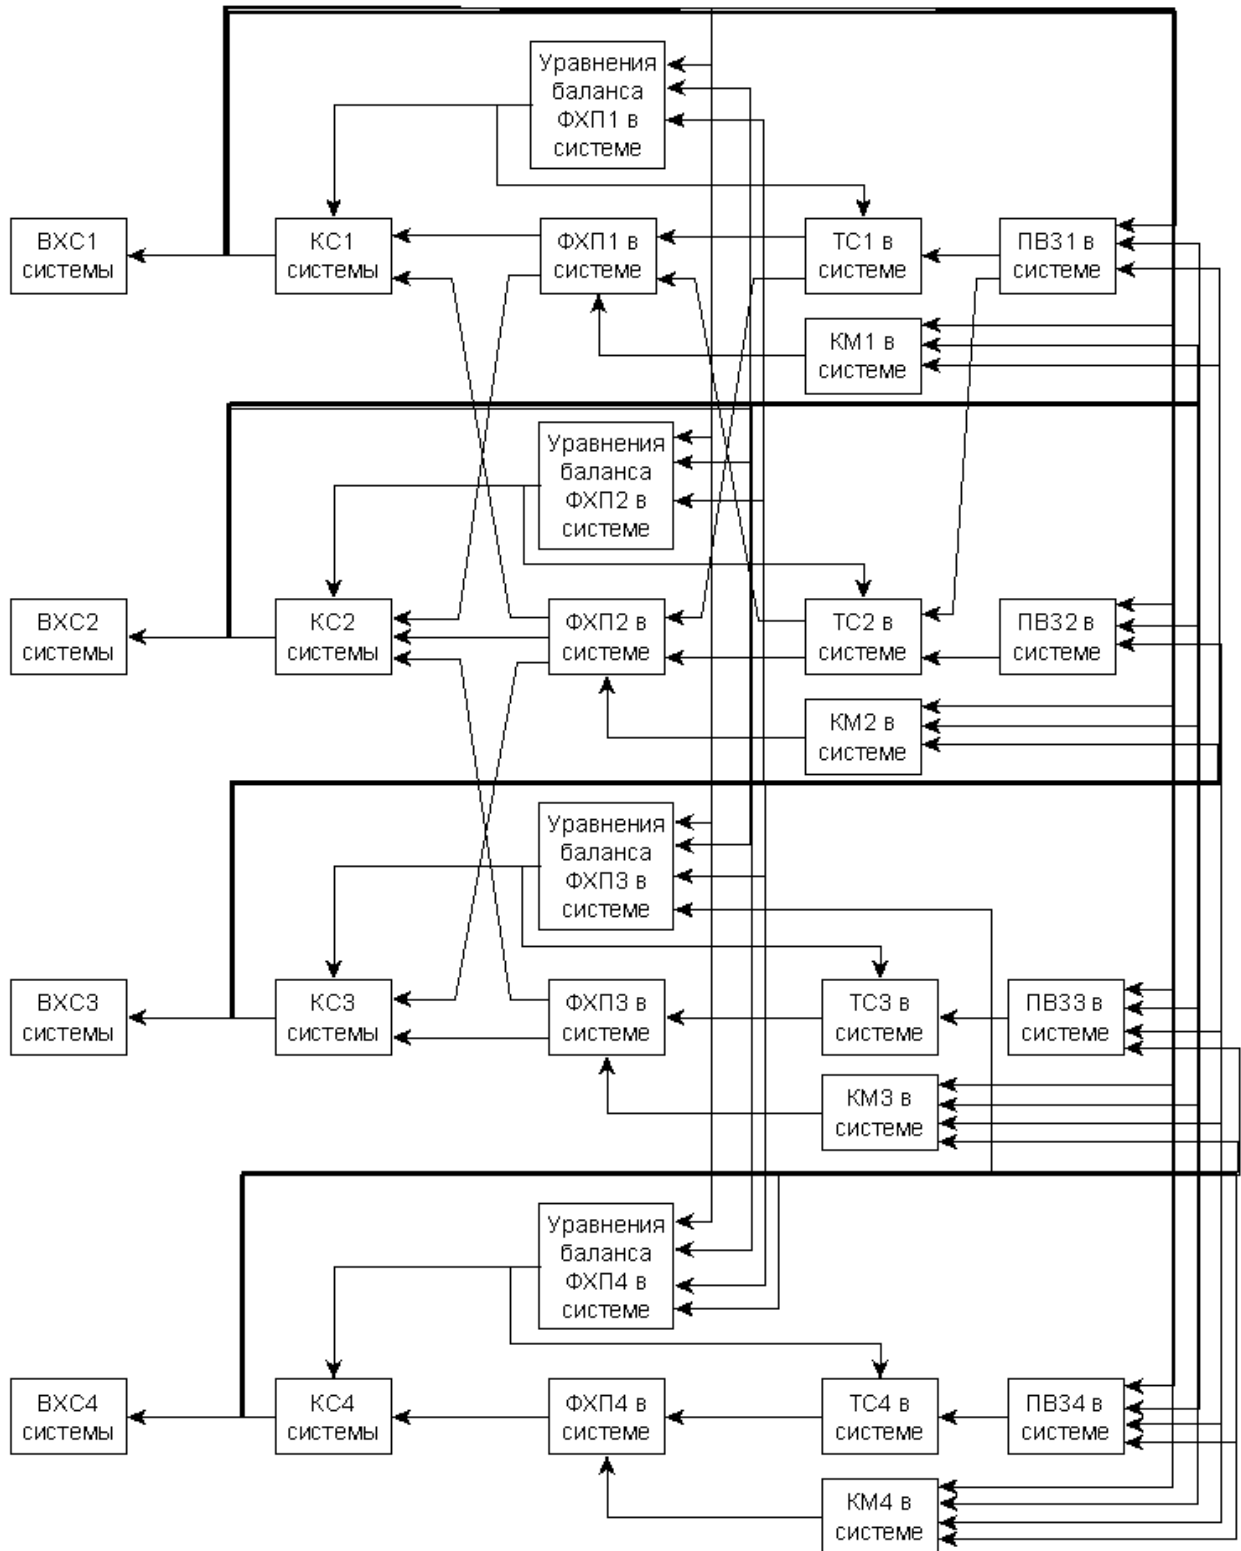 Уравнения
баланса
ФХП1 в
системе
ВХС1
системы
КС1
системы
ФХП1 в
системе
ТС1 в
системе
ПВЗ1 в
системе
КМ1 в
системе
Уравнения
баланса
ФХП2 в
системе
ВХС2
системы
КС2
системы
ФХП2 в
системе
ТС2 в
системе
ПВЗ2 в
системе
КМ2 в
системе
Уравнения
баланса
ФХП3 в
системе
ВХС3
системы
КС3
системы
ФХП3 в
системе
ТС3 в
системе
ПВЗ3 в
системе
КМ3 в
системе
Уравнения
баланса
ФХП4 в
системе
ВХС4
системы
КС4
системы
ФХП4 в
системе
ТС4 в
системе
ПВЗ4 в
системе
КМ4 в
системе